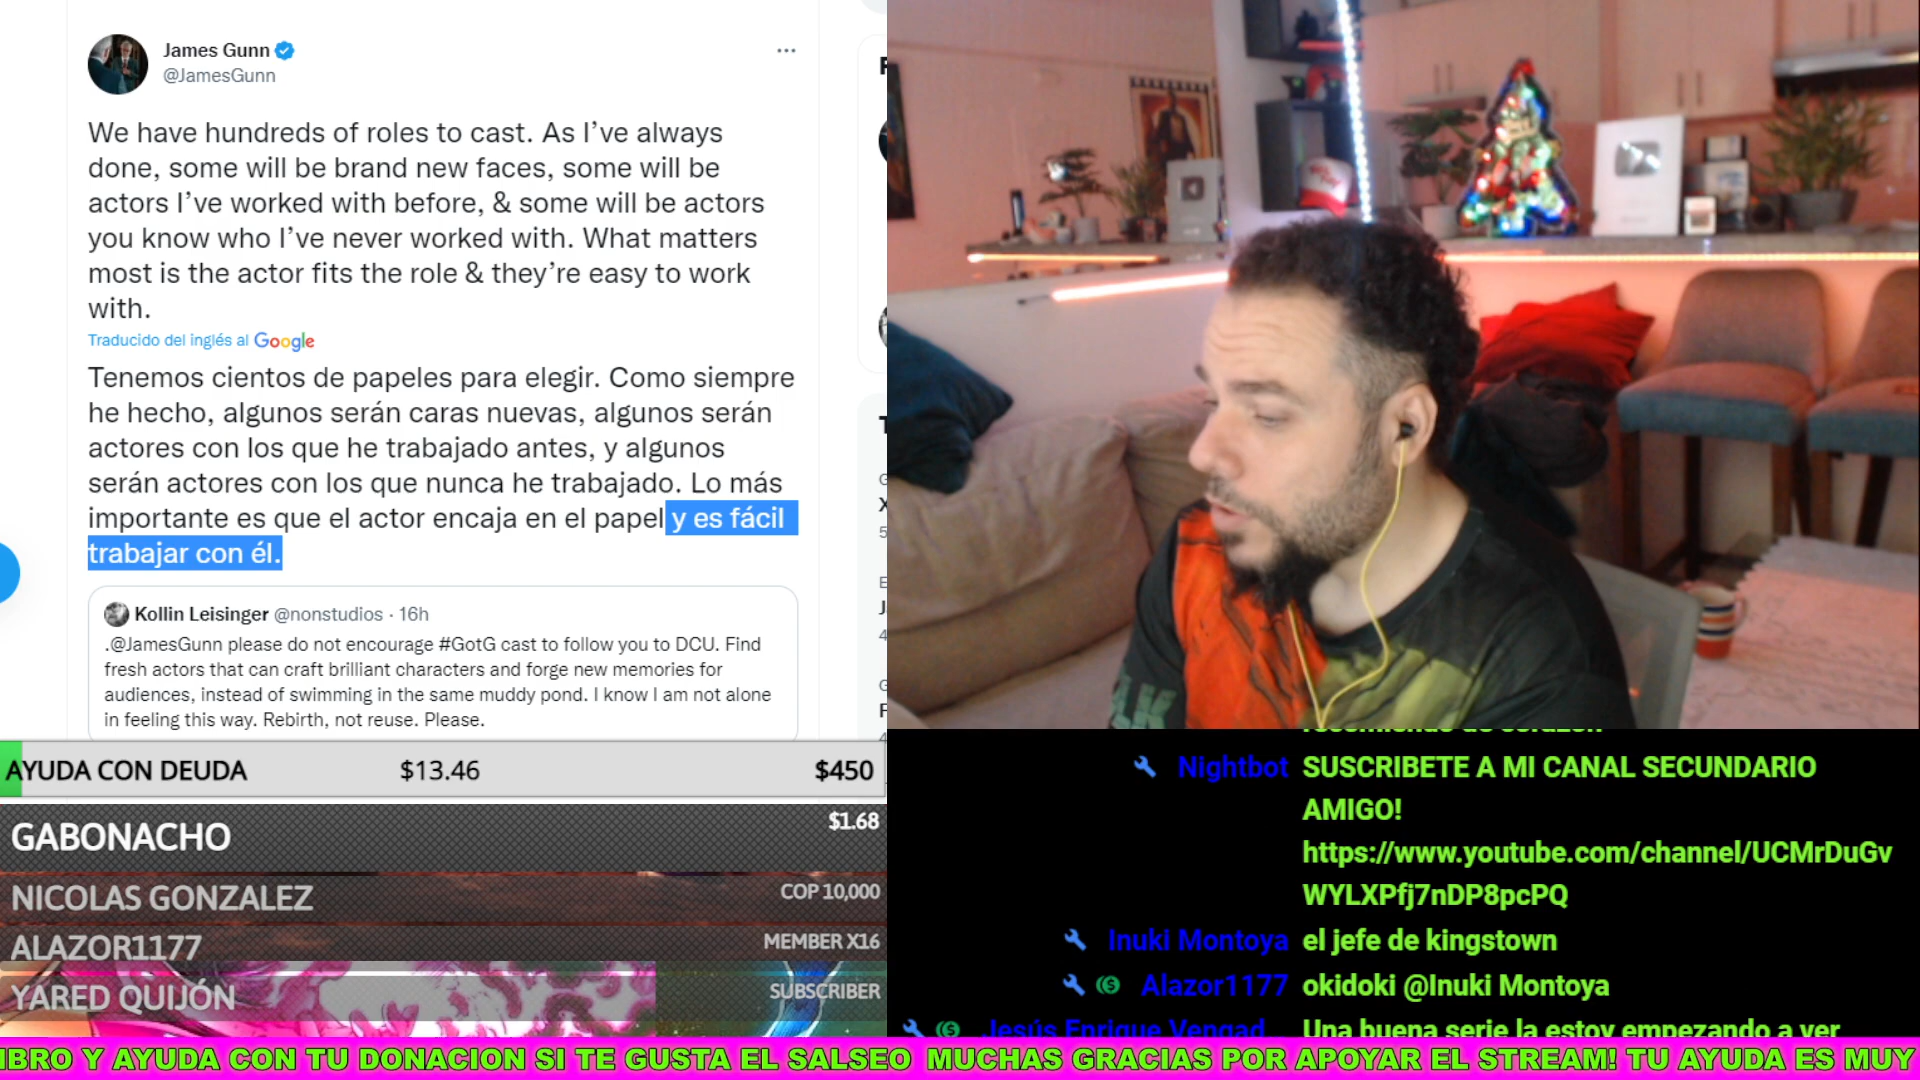 James Gunn
@JamesGunn
We have hundreds of roles to cast. As I’ve always
done, some will be brand new faces, some will be
actors I’ve worked with before, & some will be actors
you know who I’ve never worked with. What matters
most is the actor fits the role & they’re easy to work
with.
Traducido del inglés al Google
Tenemos cientos de papeles para elegir. Como siempre
he hecho, algunos serán caras nuevas, algunos serán
actores con los que he trabajado antes, y algunos
serán actores con los que nunca he trabajado. Lo más
importante es que el actor encaja en el papel y es fácil
trabajar con él.
Kollin Leisinger @nonstudios · 16h
.@JamesGunn please do not encourage #GotG cast to follow you to DCU. Find
fresh actors that can craft brilliant characters and forge new memories for
audiences, instead of swimming in the same muddy pond. I know I am not alone
in feeling this way. Rebirth, not reuse. Please.
AYUDA CON DEUDA $13.46 $450
GABONACHO $1.68
NICOLAS GONZALEZ COP 10,000
ALAZOR1177 MEMBER X16
YARED QUIJÓN SUBSCRIBER
Nightbot SUSCRIBETE A MI CANAL SECUNDARIO
AMIGO!
https://www.youtube.com/channel/UCMrDuGv
WYLXPfj7nDP8pcPQ
Inuki Montoya el jefe de kingstown
Alazor1177 okidoki @Inuki Montoya
Jesús Enrique Vengad... Una buena serie la estoy empezando a ver
MBRO Y AYUDA CON TU DONACION SI TE GUSTA EL SALSEO MUCHAS GRACIAS POR APOYAR EL STREAM! TU AYUDA ES MUY